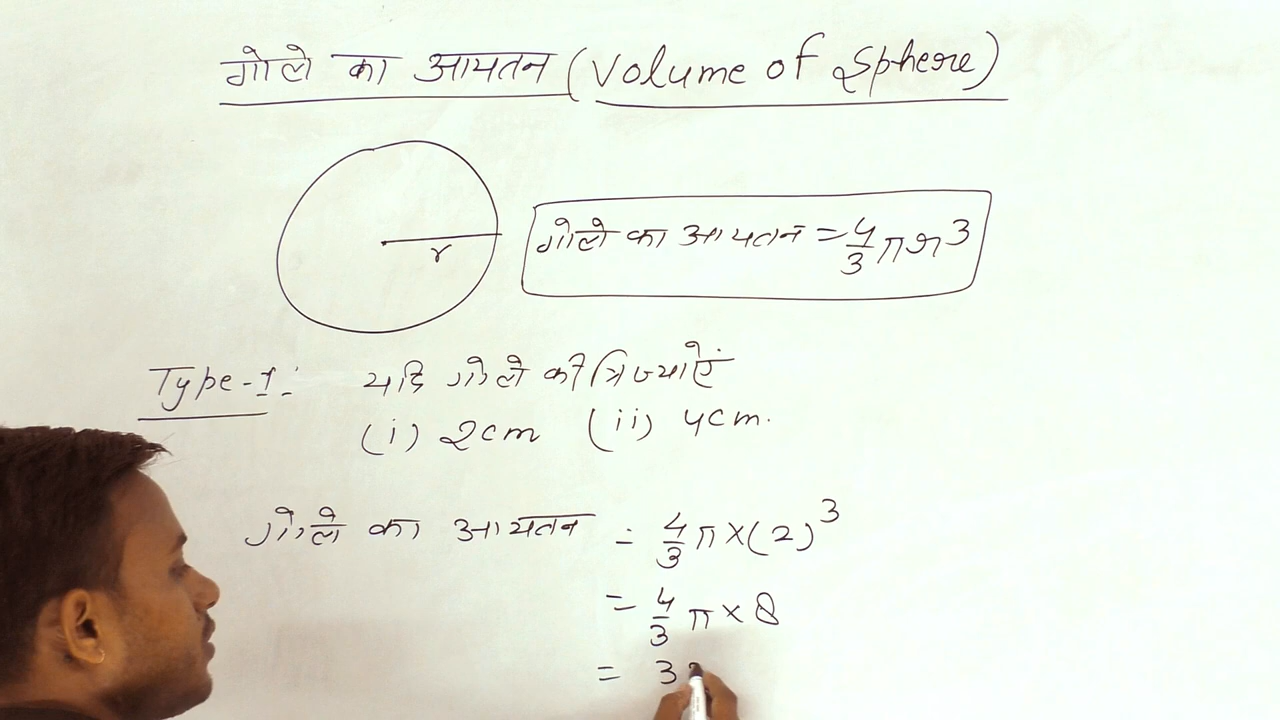 गोले का आयतन (Volume of Sphere)
r
गोले का आयतन = 4/3 π r³
Type-1: यदि गोले की त्रिज्याएं
(i) 2cm (ii) 4cm.
गोले का आयतन = 4/3 π × (2)³
= 4/3 π × 8
= 3